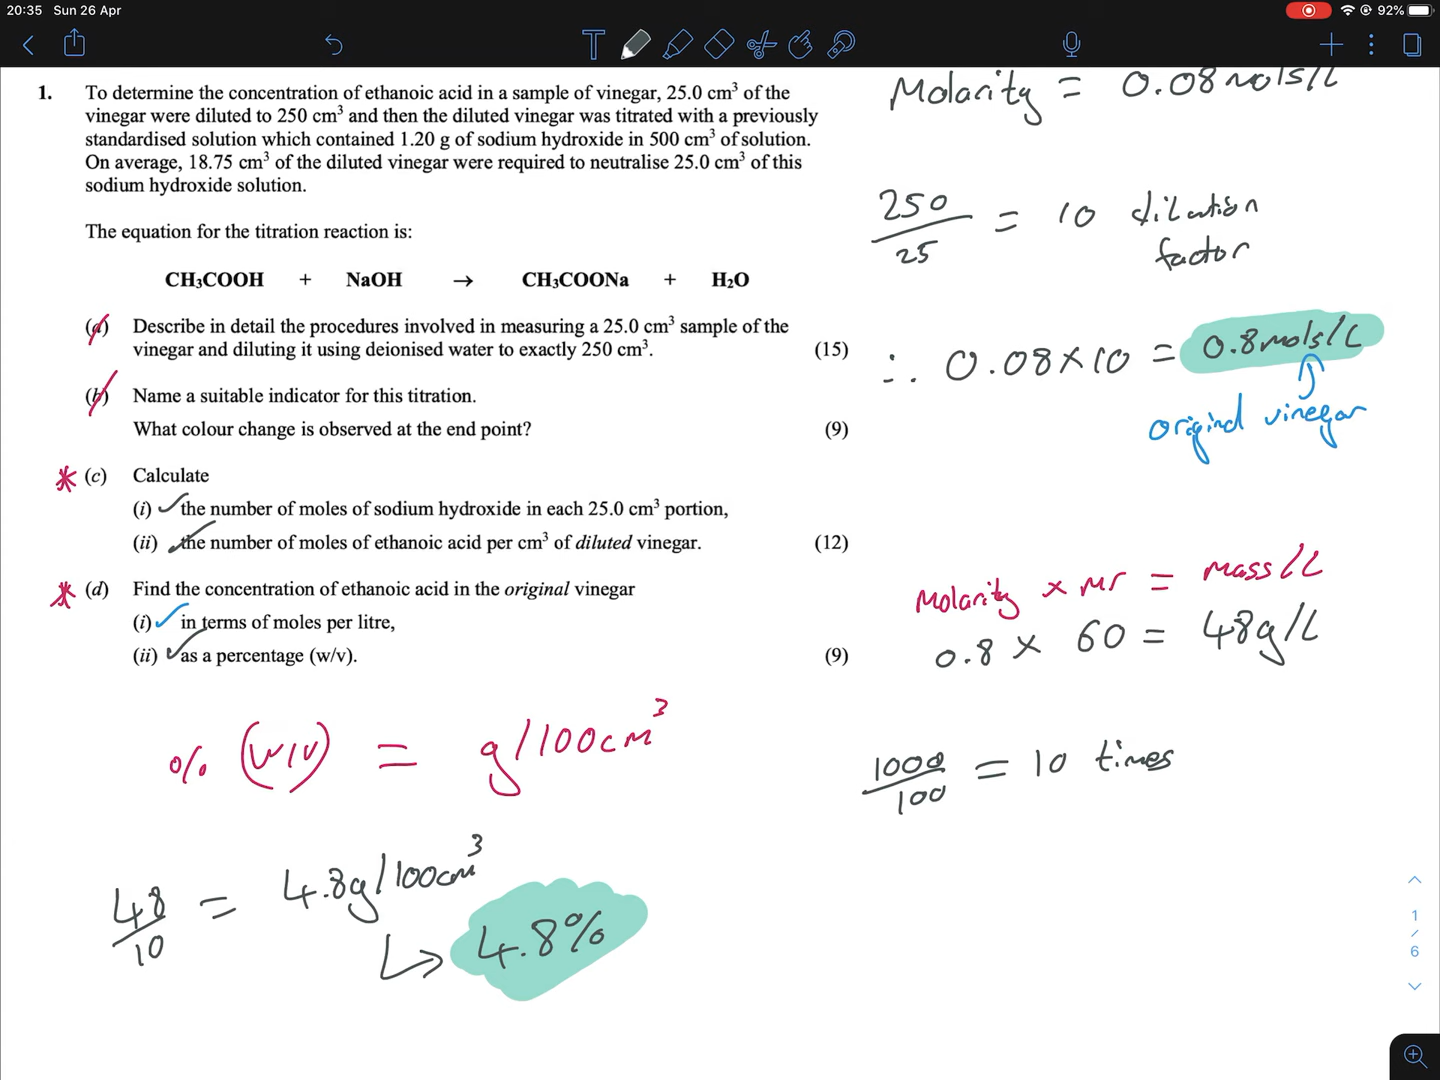 20:35 Sun 26 Apr
92%
T
1. To determine the concentration of ethanoic acid in a sample of vinegar, 25.0 cm³ of the
vinegar were diluted to 250 cm³ and then the diluted vinegar was titrated with a previously
standardised solution which contained 1.20 g of sodium hydroxide in 500 cm³ of solution.
On average, 18.75 cm³ of the diluted vinegar were required to neutralise 25.0 cm³ of this
sodium hydroxide solution.
The equation for the titration reaction is:
CH₃COOH + NaOH → CH₃COONa + H₂O
(a) Describe in detail the procedures involved in measuring a 25.0 cm³ sample of the
vinegar and diluting it using deionised water to exactly 250 cm³. (15)
(b) Name a suitable indicator for this titration.
What colour change is observed at the end point? (9)
* (c) Calculate
(i) ✓ the number of moles of sodium hydroxide in each 25.0 cm³ portion,
(ii) ✓ the number of moles of ethanoic acid per cm³ of diluted vinegar. (12)
* (d) Find the concentration of ethanoic acid in the original vinegar
(i) ✓ in terms of moles per litre,
(ii) ✓ as a percentage (w/v). (9)
% (w/v) = g/100cm³
48/10 = 4.8g/100cm³
↳ 4.8%
Molarity = 0.08mols/L
250/25 = 10 dilution
factor
∴ 0.08×10 = 0.8mols/L
original vinegar
Molarity × Mr = Mass/L
0.8 × 60 = 48g/L
1000/100 = 10 times
1
/
6